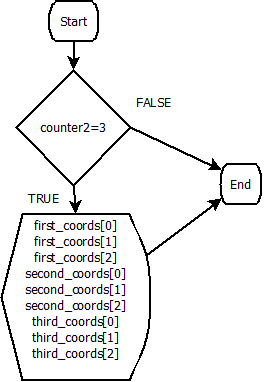 Start
FALSE
counter2=3
End
TRUE
first_coords[0]
first_coords[1]
first_coords[2]
second_coords[0]
second_coords[1]
second_coords[2]
third_coords[0]
third_coords[1]
third_coords[2]